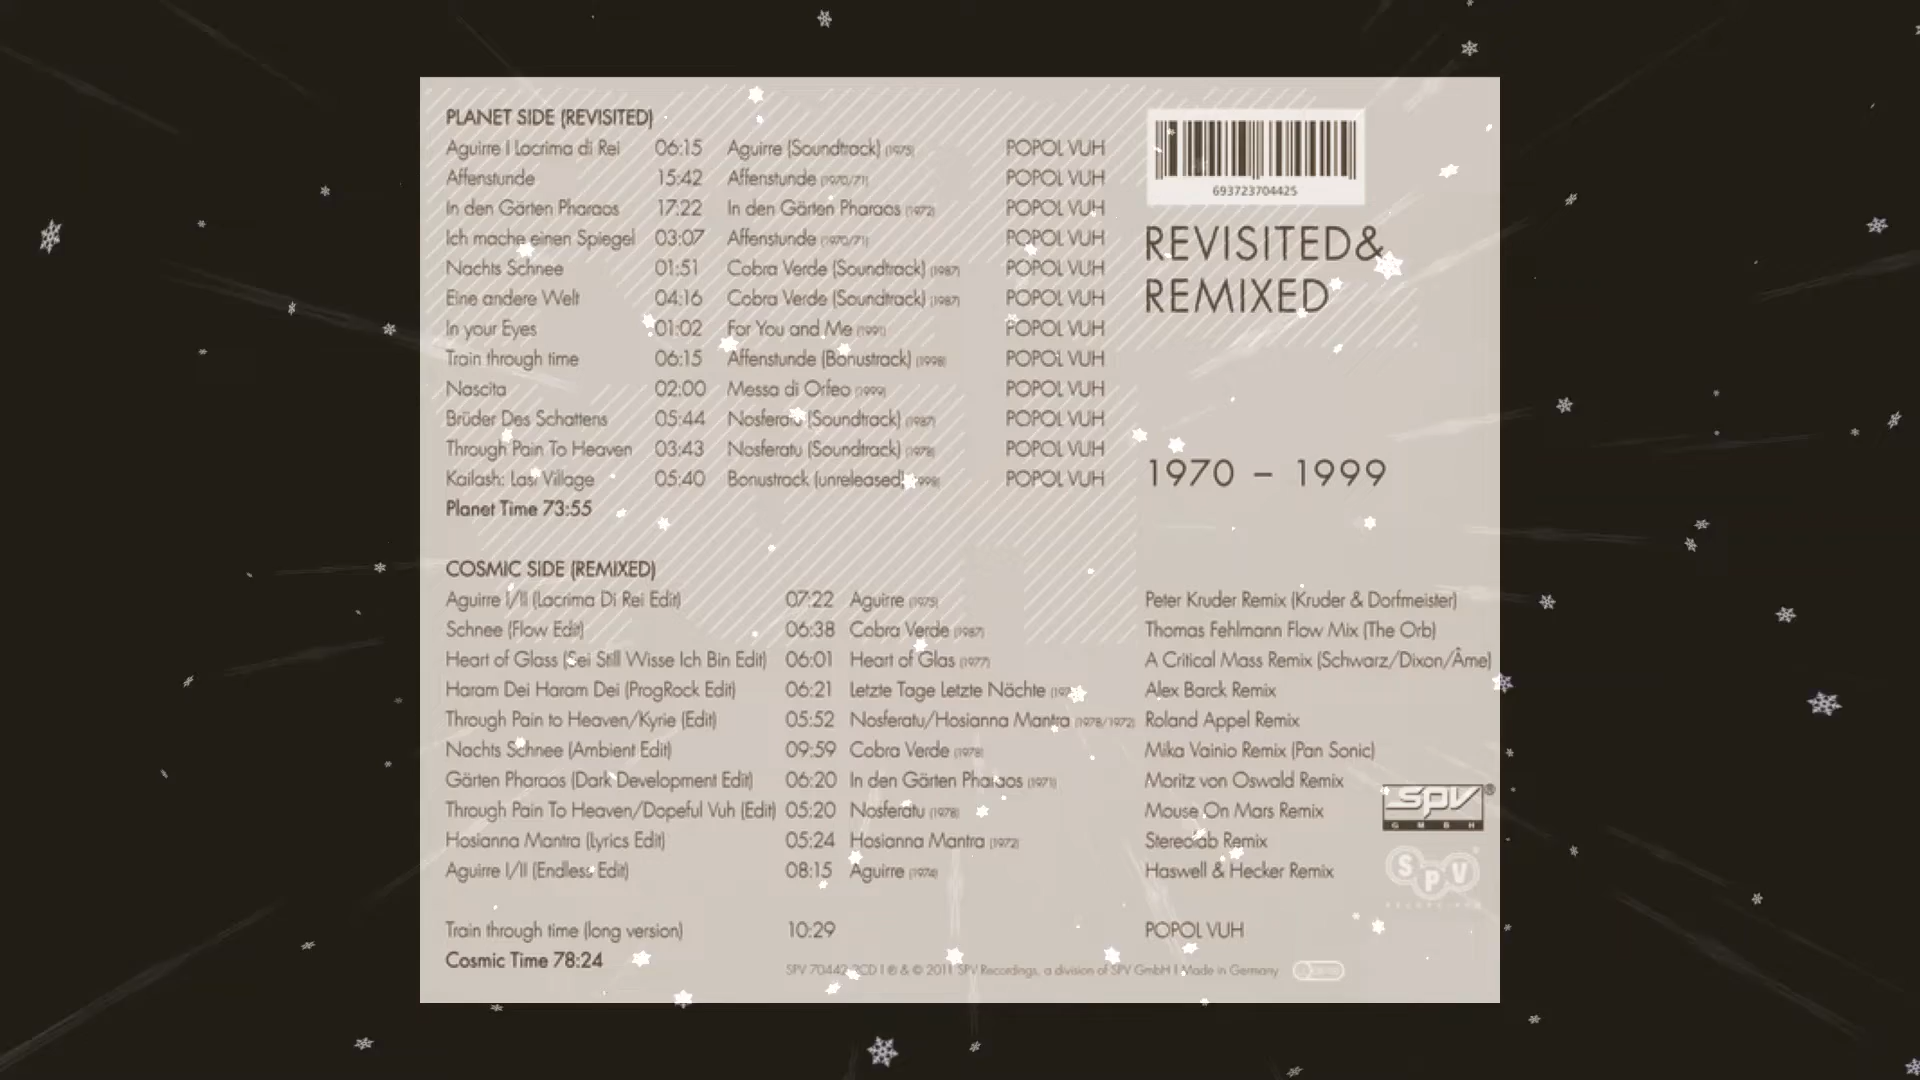 PLANET SIDE (REVISITED)
Aguirre I Lacrima di Rei 06:15 Aguirre (Soundtrack) (1975) POPOL VUH
Affenstunde 15:42 Affenstunde (1970/71) POPOL VUH
In den Gärten Pharaos 17:22 In den Gärten Pharaos (1972) POPOL VUH
Ich mache einen Spiegel 03:07 Affenstunde (1970/71) POPOL VUH
Nachts Schnee 01:51 Cobra Verde (Soundtrack) (1987) POPOL VUH
Eine andere Welt 04:16 Cobra Verde (Soundtrack) (1987) POPOL VUH
In your Eyes 01:02 For You and Me (1991) POPOL VUH
Train through time 06:15 Affenstunde (Bonustrack) (1998) POPOL VUH
Nascita 02:00 Messa di Orfeo (1999) POPOL VUH
Brüder Des Schattens 05:44 Nosferatu (Soundtrack) (1987) POPOL VUH
Through Pain To Heaven 03:43 Nosferatu (Soundtrack) (1978) POPOL VUH
Kailash: Last Village 05:40 Bonustrack (unreleased) POPOL VUH
Planet Time 73:55
693723704425
REVISITED&
REMIXED
1970 – 1999
COSMIC SIDE (REMIXED)
Aguirre I/II (Lacrima Di Rei Edit) 07:22 Aguirre (1975) Peter Kruder Remix (Kruder & Dorfmeister)
Schnee (Flow Edit) 06:38 Cobra Verde (1987) Thomas Fehlmann Flow Mix (The Orb)
Heart of Glass (Sei Still Wisse Ich Bin Edit) 06:01 Heart of Glas (1977) A Critical Mass Remix (Schwarz/Dixon/Âme)
Haram Dei Haram Dei (ProgRock Edit) 06:21 Letzte Tage Letzte Nächte Alex Barck Remix
Through Pain to Heaven/Kyrie (Edit) 05:52 Nosferatu/Hosianna Mantra (1978/1972) Roland Appel Remix
Nachts Schnee (Ambient Edit) 09:59 Cobra Verde (1978) Mika Vainio Remix (Pan Sonic)
Gärten Pharaos (Dark Development Edit) 06:20 In den Gärten Pharaos (1971) Moritz von Oswald Remix
Through Pain To Heaven/Dopeful Vuh (Edit) 05:20 Nosferatu (1978) Mouse On Mars Remix
Hosianna Mantra (Lyrics Edit) 05:24 Hosianna Mantra (1972) Stereolab Remix
Aguirre I/II (Endless Edit) 08:15 Aguirre (1974) Haswell & Hecker Remix
spv®
GMBH
SPV
Train through time (long version) 10:29 POPOL VUH
Cosmic Time 78:24
SPV 70442 2CD I ℗ & © 2011 SPV Recordings, a division of SPV GmbH I Made in Germany